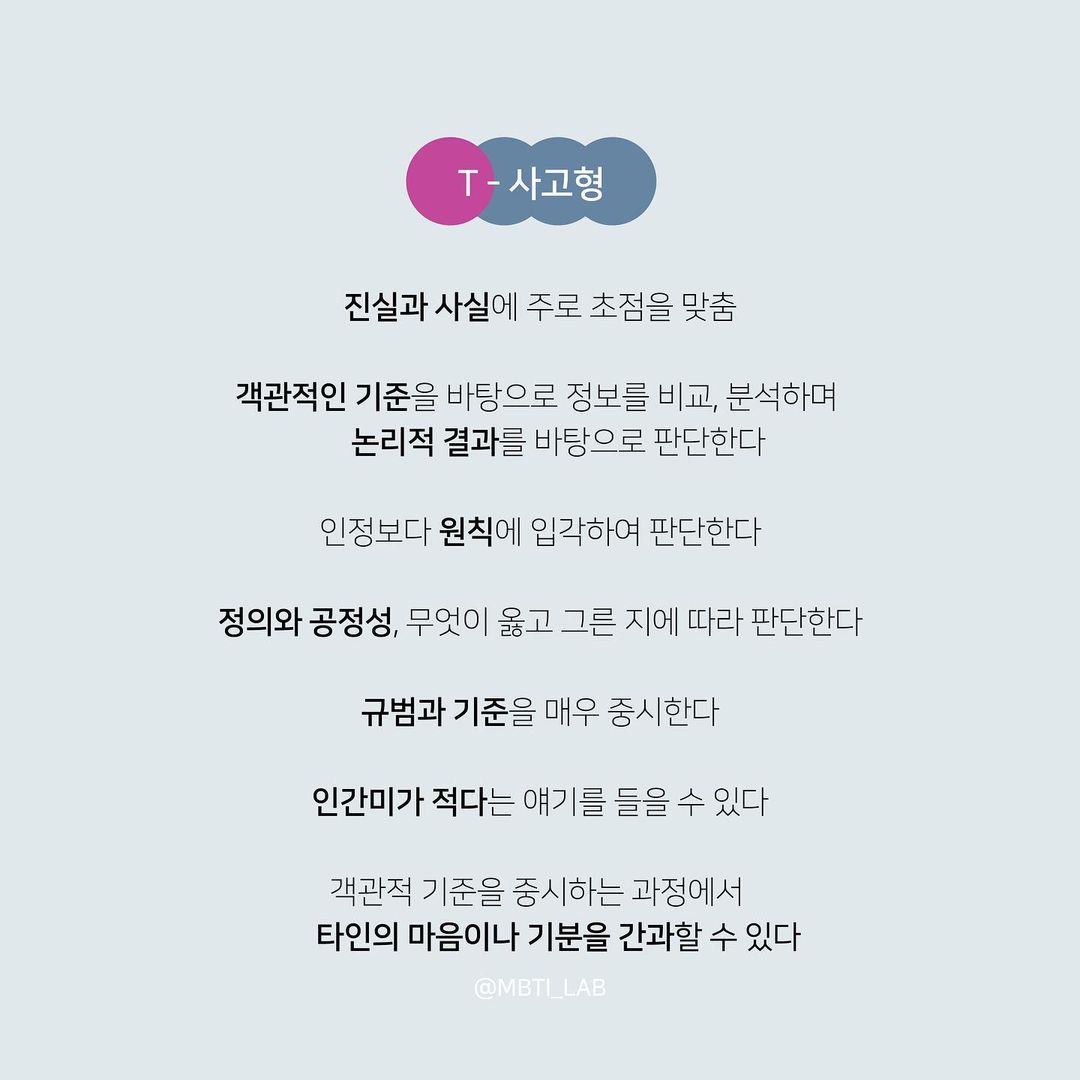 T - 사고형
진실과 사실에 주로 초점을 맞춤
객관적인 기준을 바탕으로 정보를 비교, 분석하며
논리적 결과를 바탕으로 판단한다
인정보다 원칙에 입각하여 판단한다
정의와 공정성, 무엇이 옳고 그른 지에 따라 판단한다
규범과 기준을 매우 중시한다
인간미가 적다는 얘기를 들을 수 있다
객관적 기준을 중시하는 과정에서
타인의 마음이나 기분을 간과할 수 있다
@MBTI_LAB